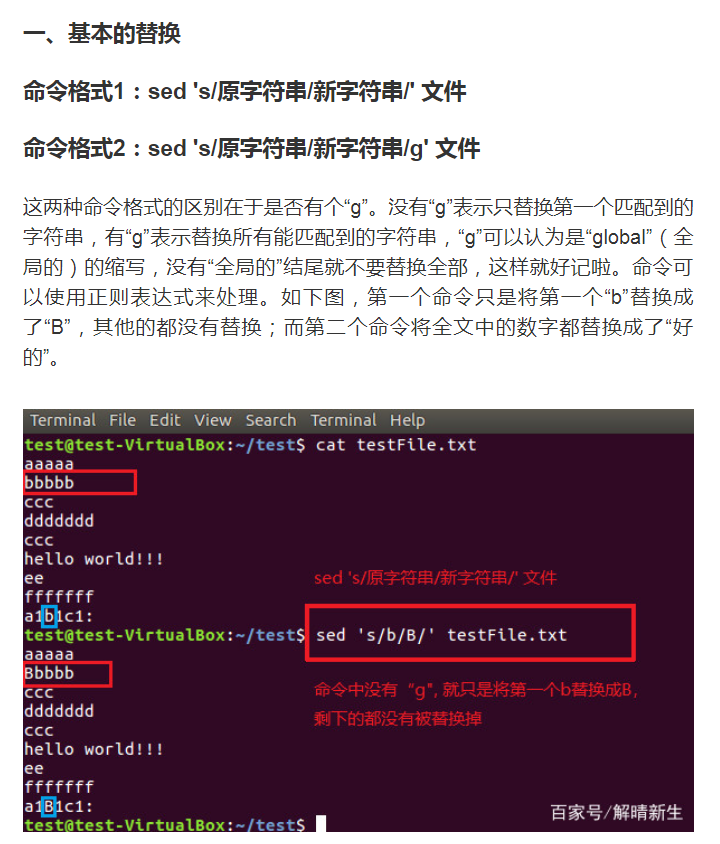 一、基本的替换
命令格式1：sed 's/原字符串/新字符串/' 文件
命令格式2：sed 's/原字符串/新字符串/g' 文件
这两种命令格式的区别在于是否有个“g”。没有“g”表示只替换第一个匹配到的
字符串，有“g”表示替换所有能匹配到的字符串，“g”可以认为是“global”（全
局的）的缩写，没有“全局的”结尾就不要替换全部，这样就好记啦。命令可
以使用正则表达式来处理。如下图，第一个命令只是将第一个“b”替换成
了“B”，其他的都没有替换；而第二个命令将全文中的数字都替换成了“好
的”。
Terminal File Edit View Search Terminal Help
test@test-VirtualBox:~/test$ cat testFile.txt
aaaaa
bbbbb
ccc
ddddddd
ccc
hello world!!!
ee
sed 's/原字符串/新字符串/' 文件
fffffff
a1b1c1:
test@test-VirtualBox:~/test$ sed 's/b/B/' testFile.txt
aaaaa
Bbbbb
ccc
命令中没有“g", 就只是将第一个b替换成B,
ddddddd
剩下的都没有被替换掉
ccc
hello world!!!
ee
fffffff
a1B1c1:
百家号/解晴新生
test@test-VirtualBox:~/test$